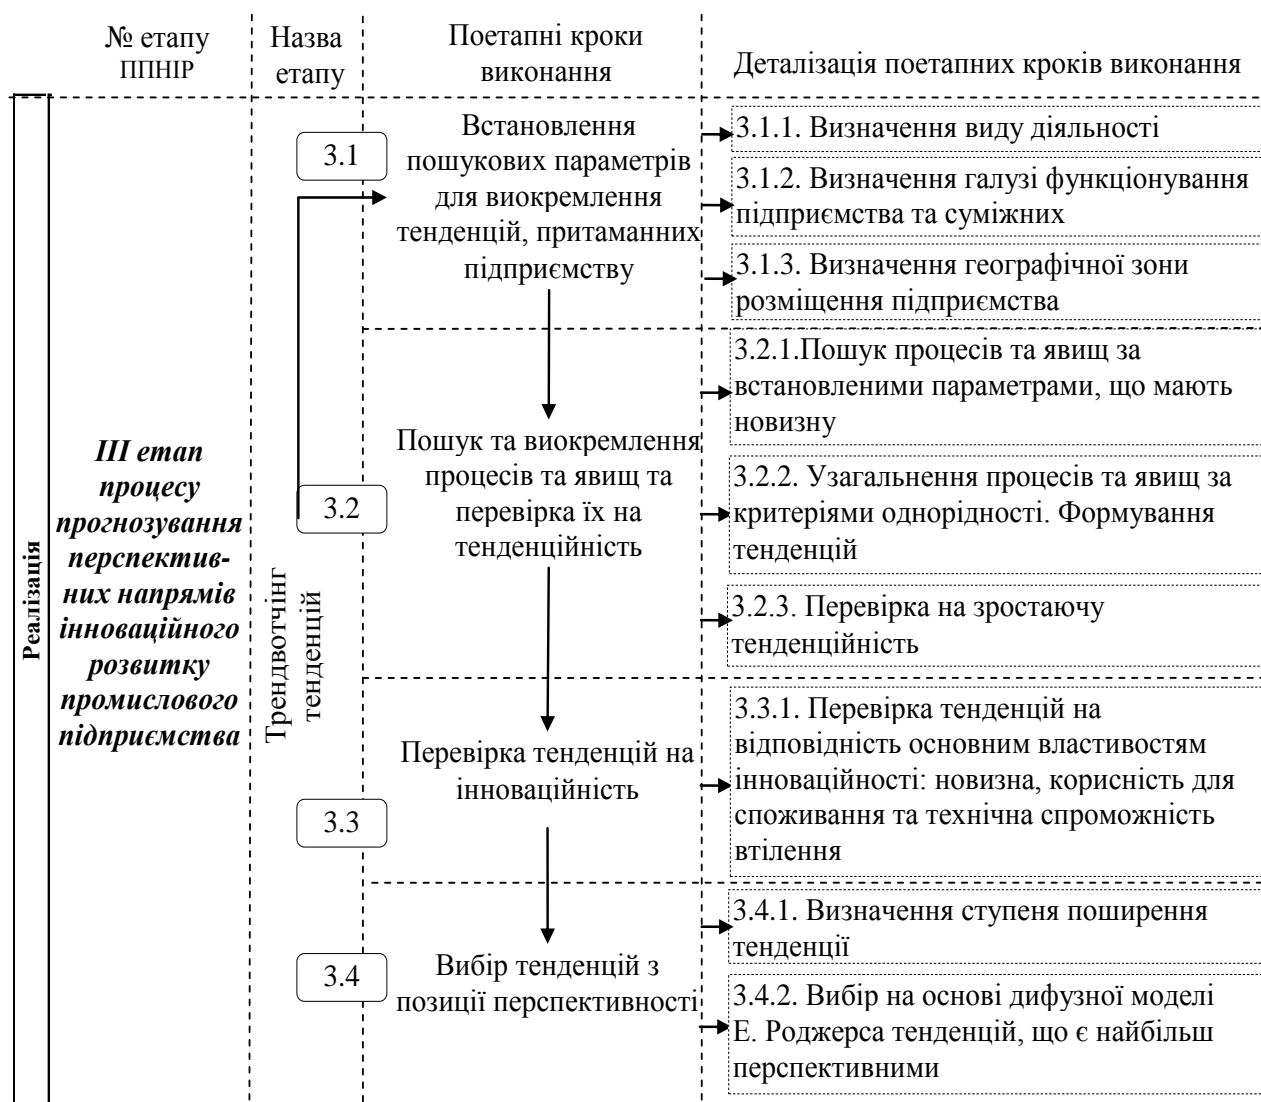 № етапу
ППНІР
Назва
етапу
Поетапні кроки
виконання
Деталізація поетапних кроків виконання
Реалізація
ІІІ етап
процесу
прогнозування
перспектив-
них напрямів
інноваційного
розвитку
промислового
підприємства
Трендвотчінг
тенденцій
3.1
Встановлення
пошукових параметрів
для виокремлення
тенденцій, притаманних
підприємству
3.1.1. Визначення виду діяльності
3.1.2. Визначення галузі функціонування
підприємства та суміжних
3.1.3. Визначення географічної зони
розміщення підприємства
3.2
Пошук та виокремлення
процесів та явищ та
перевірка їх на
тенденційність
3.2.1.Пошук процесів та явищ за
встановленими параметрами, що мають
новизну
3.2.2. Узагальнення процесів та явищ за
критеріями однорідності. Формування
тенденцій
3.2.3. Перевірка на зростаючу
тенденційність
3.3
Перевірка тенденцій на
інноваційність
3.3.1. Перевірка тенденцій на
відповідність основним властивостям
інноваційності: новизна, корисність для
споживання та технічна спроможність
втілення
3.4
Вибір тенденцій з
позиції перспективності
3.4.1. Визначення ступеня поширення
тенденції
3.4.2. Вибір на основі дифузної моделі
Е. Роджерса тенденцій, що є найбільш
перспективними